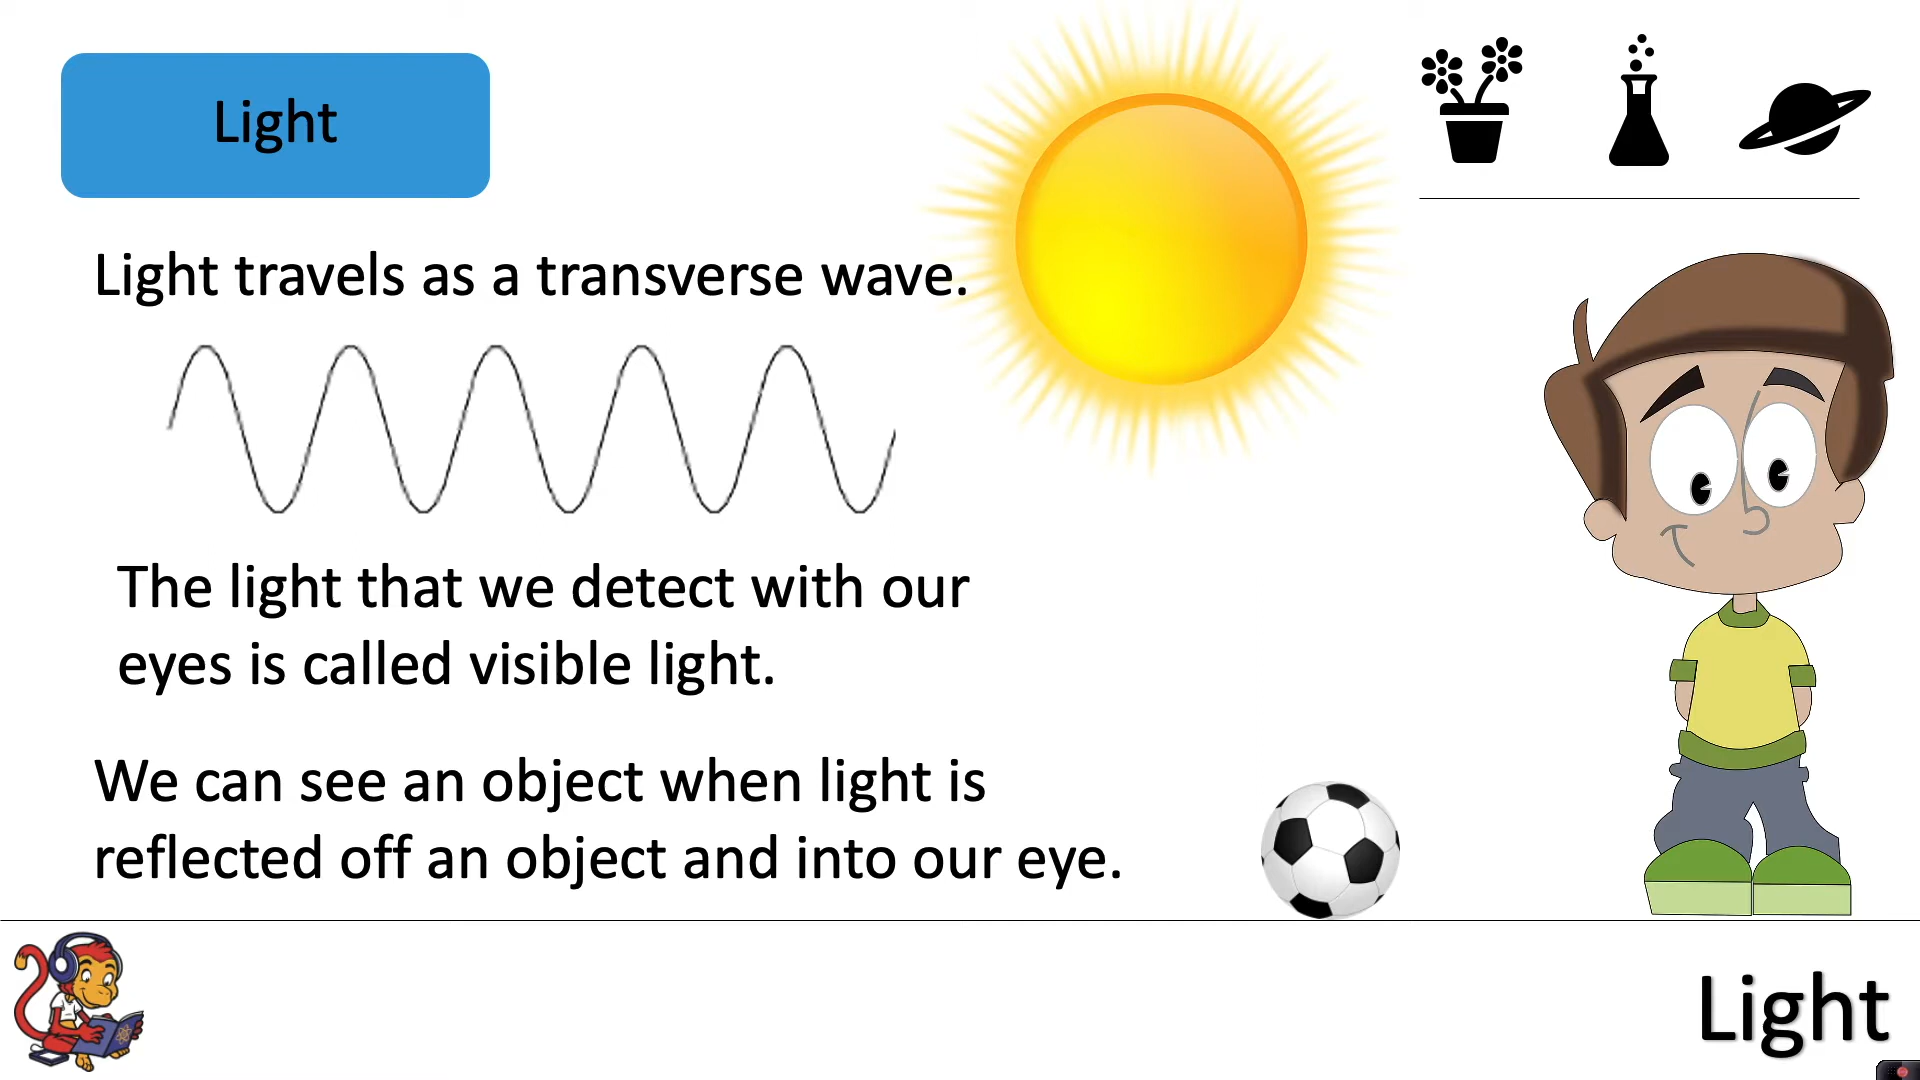 Light
Light travels as a transverse wave.
The light that we detect with our
eyes is called visible light.
We can see an object when light is
reflected off an object and into our eye.
Light